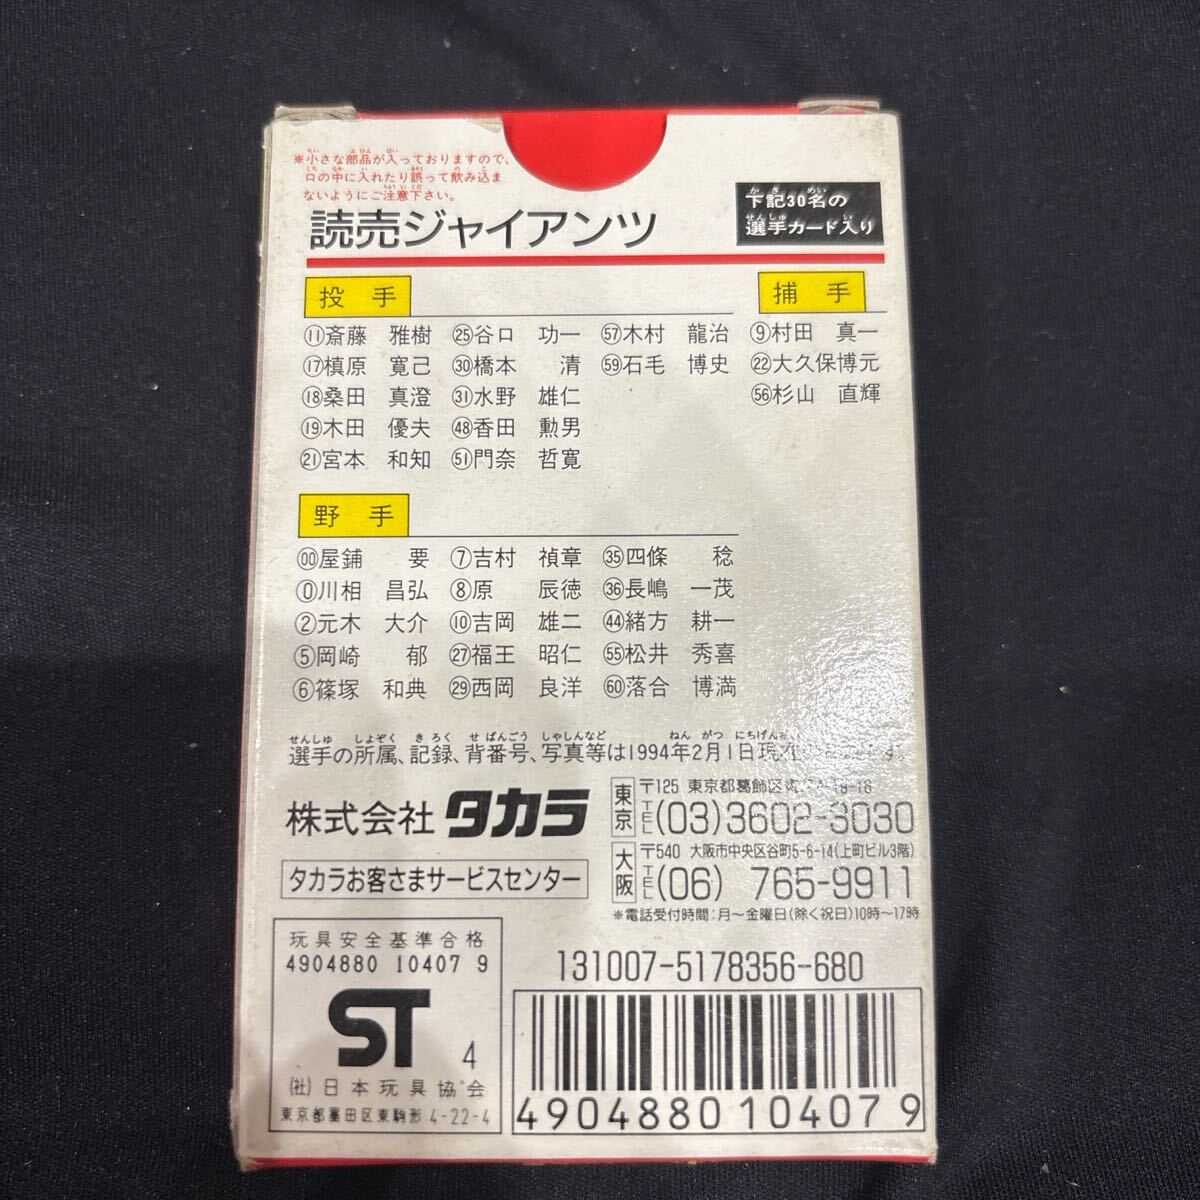 ※小さな部品が入っておりますので、
口の中に入れたり誤って飲み込ま
ないようにご注意下さい。
読売ジャイアンツ
下記30名の
選手カード入り
投手
⑪斎藤 雅樹 ㉕谷口 功一 57木村 龍治
⑰槙原 寛己 ㉚橋本 清 59石毛 博史
⑱桑田 真澄 ㉛水野 雄仁
⑲木田 優夫 ㊽香田 勲男
㉑宮本 和知 51門奈 哲寛
捕手
⑨村田 真一
㉒大久保博元
56杉山 直輝
野手
00屋鋪 要 ⑦吉村 禎章 ㉟四條 稔
⓪川相 昌弘 ⑧原 辰徳 ㊱長嶋 一茂
②元木 大介 ⑩吉岡 雄二 ㊹緒方 耕一
⑤岡崎 郁 ㉗福王 昭仁 55松井 秀喜
⑥篠塚 和典 ㉙西岡 良洋 60落合 博満
選手の所属、記録、背番号、写真等は1994年2月1日現在
株式会社 タカラ
タカラお客さまサービスセンター
東京 〒125 東京都葛飾区
TEL(03)3602-3030
大阪 〒540 大阪市中央区谷町5-6-14(上町ビル3階)
TEL(06) 765-9911
※電話受付時間:月〜金曜日(除く祝日)10時〜17時
玩具安全基準合格
4904880 10407 9
ST 4
(社)日本玩具協会
東京都墨田区東駒形 4-22-4
131007-5178356-680
4904880104079